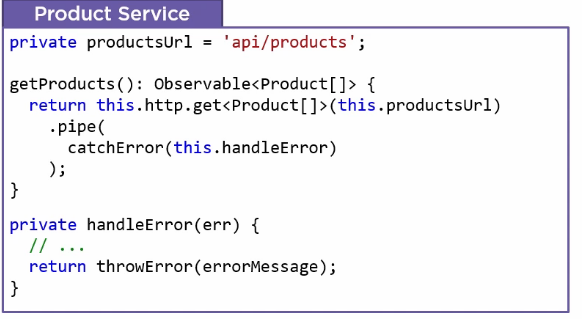 Product Service
private productsUrl = 'api/products';
getProducts(): Observable<Product[]> {
  return this.http.get<Product[]>(this.productsUrl)
    .pipe(
      catchError(this.handleError)
    );
}
private handleError(err) {
  // ...
  return throwError(errorMessage);
}